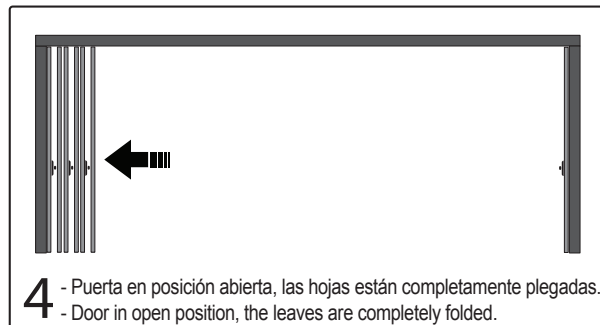 4 - Puerta en posición abierta, las hojas están completamente plegadas.
- Door in open position, the leaves are completely folded.